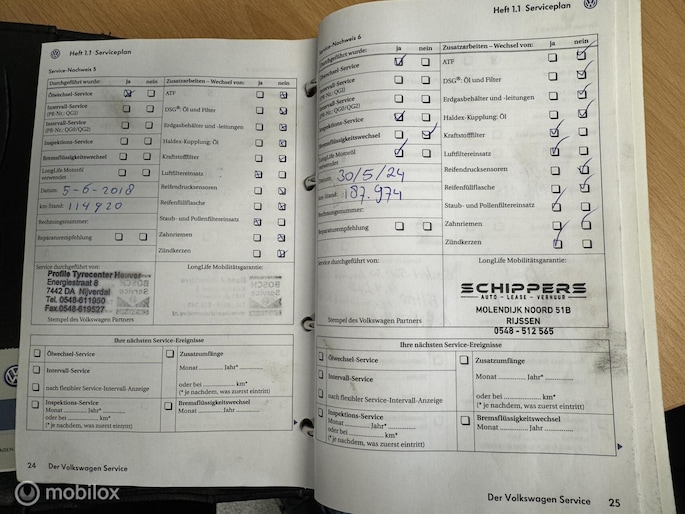 Heft 1.1 Serviceplan
Service-Nachweis 5
Durchgeführt wurde: ja nein
Ölwechsel-Service
Intervall-Service
(PR-Nr.: QG1)
Intervall-Service
(PR-Nr.: QG0/QG2)
Inspektions-Service
Bremsflüssigkeitswechsel
LongLife Motoröl
verwendet
Datum: 5-6-2018
km-Stand: 114920
Rechnungsnummer:
Reparaturempfehlung
Zusatzarbeiten – Wechsel von: ja nein
ATF
DSG®: Öl und Filter
Erdgasbehälter und -leitungen
Haldex-Kupplung: Öl
Kraftstofffilter
Luftfiltereinsatz
Reifendrucksensoren
Reifenfüllflasche
Staub- und Pollenfiltereinsatz
Zahnriemen
Zündkerzen
Service durchgeführt von:
Profile Tyrecenter
Energiestraat 8
7442 DA Nijverdal
Tel.0548-611950
Fax.0548-619527
Stempel des Volkswagen Partners
LongLife Mobilitätsgarantie:
Ihre nächsten Service-Ereignisse
Ölwechsel-Service
Intervall-Service
nach flexibler Service-Intervall-Anzeige
Inspektions-Service
Monat Jahr*
oder bei km*
(* je nachdem, was zuerst eintritt)
Zusatzumfänge
Monat Jahr*
oder bei km*
(* je nachdem, was zuerst eintritt)
Bremsflüssigkeitswechsel
Monat Jahr
24 Der Volkswagen Service
Heft 1.1 Serviceplan
Service-Nachweis 6
Durchgeführt wurde: ja nein
Ölwechsel-Service
Intervall-Service
(PR-Nr.: QG1)
Intervall-Service
(PR-Nr.: QG0/QG2)
Inspektions-Service
Bremsflüssigkeitswechsel
LongLife Motoröl
verwendet
Datum: 30/5/24
km-Stand: 187.974
Rechnungsnummer:
Reparaturempfehlung
Zusatzarbeiten – Wechsel von: ja nein
ATF
DSG®: Öl und Filter
Erdgasbehälter und -leitungen
Haldex-Kupplung: Öl
Kraftstofffilter
Luftfiltereinsatz
Reifendrucksensoren
Reifenfüllflasche
Staub- und Pollenfiltereinsatz
Zahnriemen
Zündkerzen
Service durchgeführt von:
Stempel des Volkswagen Partners
LongLife Mobilitätsgarantie:
SCHIPPERS
AUTO - LEASE - VERHUUR
MOLENDIJK NOORD 51B
RIJSSEN
0548 - 512 565
Ihre nächsten Service-Ereignisse
Ölwechsel-Service
Intervall-Service
nach flexibler Service-Intervall-Anzeige
Inspektions-Service
Monat Jahr*
oder bei km*
(* je nachdem, was zuerst eintritt)
Zusatzumfänge
Monat Jahr*
oder bei km*
(* je nachdem, was zuerst eintritt)
Bremsflüssigkeitswechsel
Monat Jahr
Der Volkswagen Service 25
mobilox